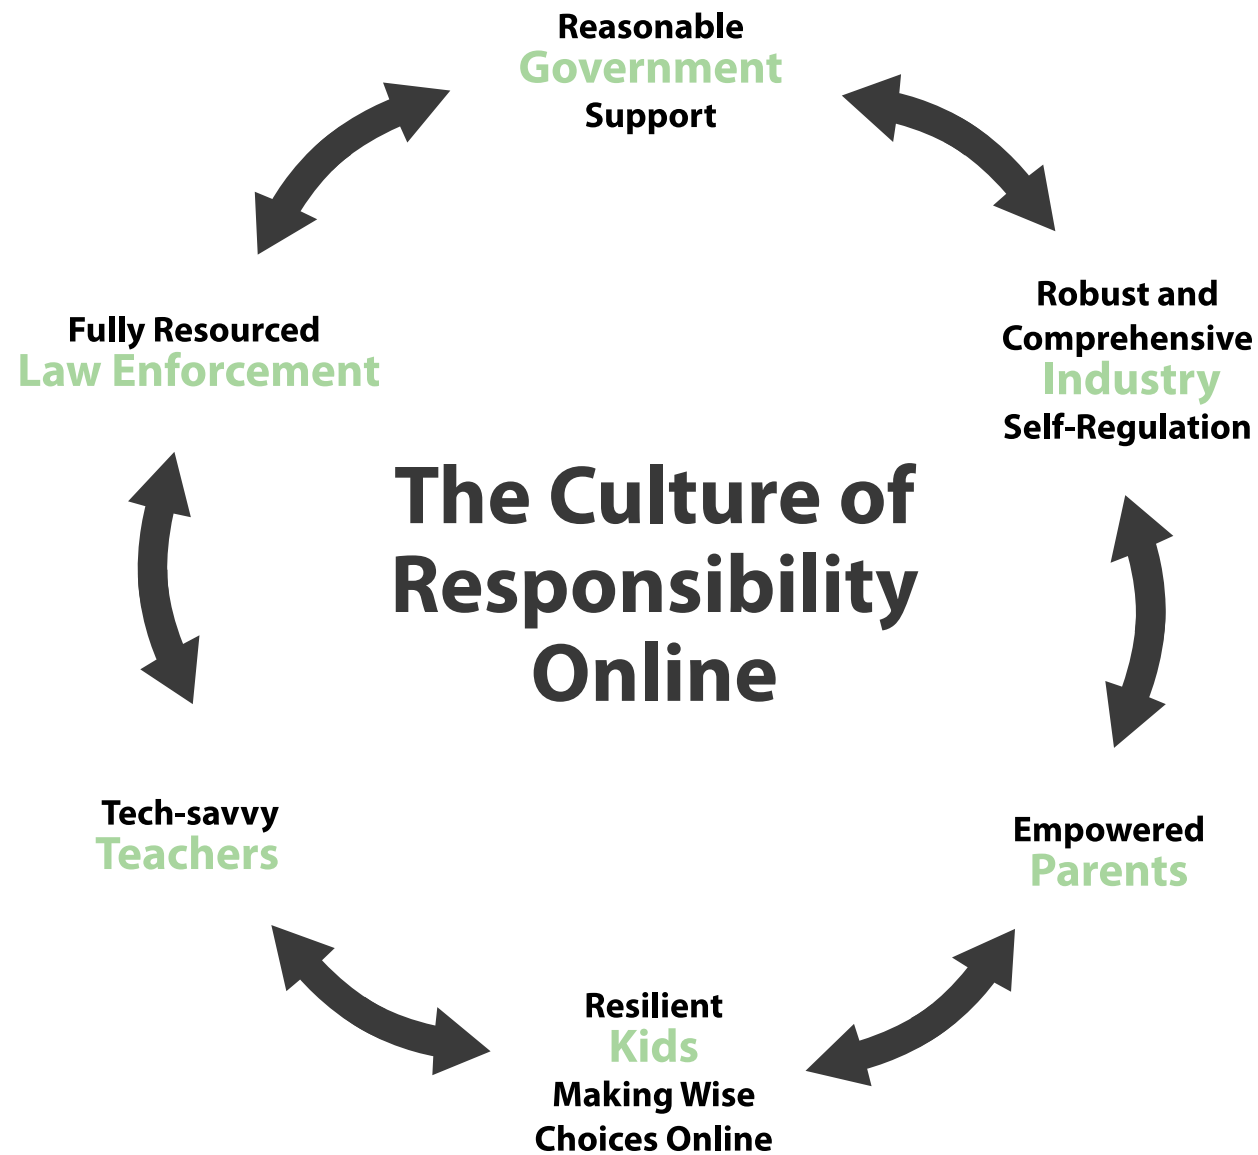 Reasonable
Government
Support
Robust and
Comprehensive
Industry
Self-Regulation
Fully Resourced
Law Enforcement
The Culture of
Responsibility
Online
Tech-savvy
Teachers
Empowered
Parents
Resilient
Kids
Making Wise
Choices Online